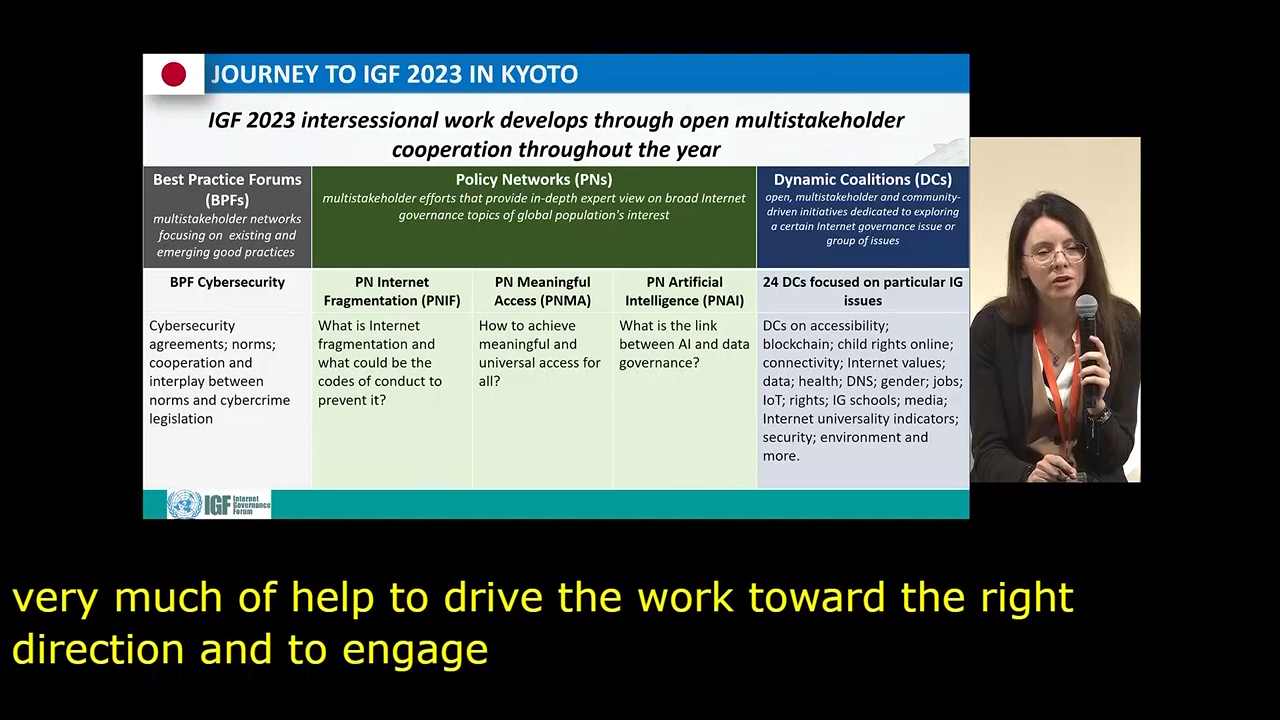 JOURNEY TO IGF 2023 IN KYOTO
IGF 2023 intersessional work develops through open multistakeholder
cooperation throughout the year
Best Practice Forums
(BPFs)
multistakeholder networks
focusing on existing and
emerging good practices
Policy Networks (PNs)
multistakeholder efforts that provide in-depth expert view on broad Internet
governance topics of global population's interest
Dynamic Coalitions (DCs)
open, multistakeholder and community-
driven initiatives dedicated to exploring
a certain Internet governance issue or
group of issues
BPF Cybersecurity
PN Internet
Fragmentation (PNIF)
PN Meaningful
Access (PNMA)
PN Artificial
Intelligence (PNAI)
24 DCs focused on particular IG
issues
Cybersecurity
agreements; norms;
cooperation and
interplay between
norms and cybercrime
legislation
What is Internet
fragmentation and
what could be the
codes of conduct to
prevent it?
How to achieve
meaningful and
universal access for
all?
What is the link
between AI and data
governance?
DCs on accessibility;
blockchain; child rights online;
connectivity; Internet values;
data; health; DNS; gender; jobs;
IoT; rights; IG schools; media;
Internet universality indicators;
security; environment and
more.
IGF
Internet
Governance
Forum
very much of help to drive the work toward the right
direction and to engage